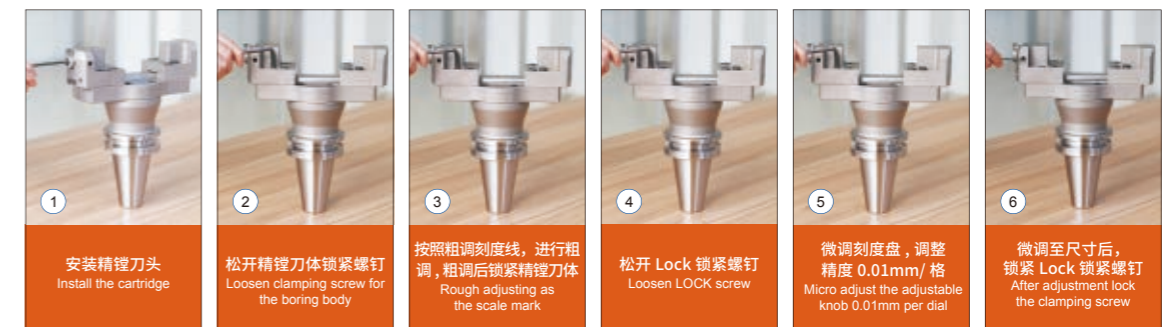 1
安装精镗刀头
Install the cartridge
2
松开精镗刀体锁紧螺钉
Loosen clamping screw for
the boring body
3
按照粗调刻度线，进行粗
调 , 粗调后锁紧精镗刀体
Rough adjusting as
the scale mark
4
松开 Lock 锁紧螺钉
Loosen LOCK screw
5
微调刻度盘 , 调整
精度 0.01mm/ 格
Micro adjust the adjustable
knob 0.01mm per dial
6
微调至尺寸后，
锁紧 Lock 锁紧螺钉
After adjustment lock
the clamping screw